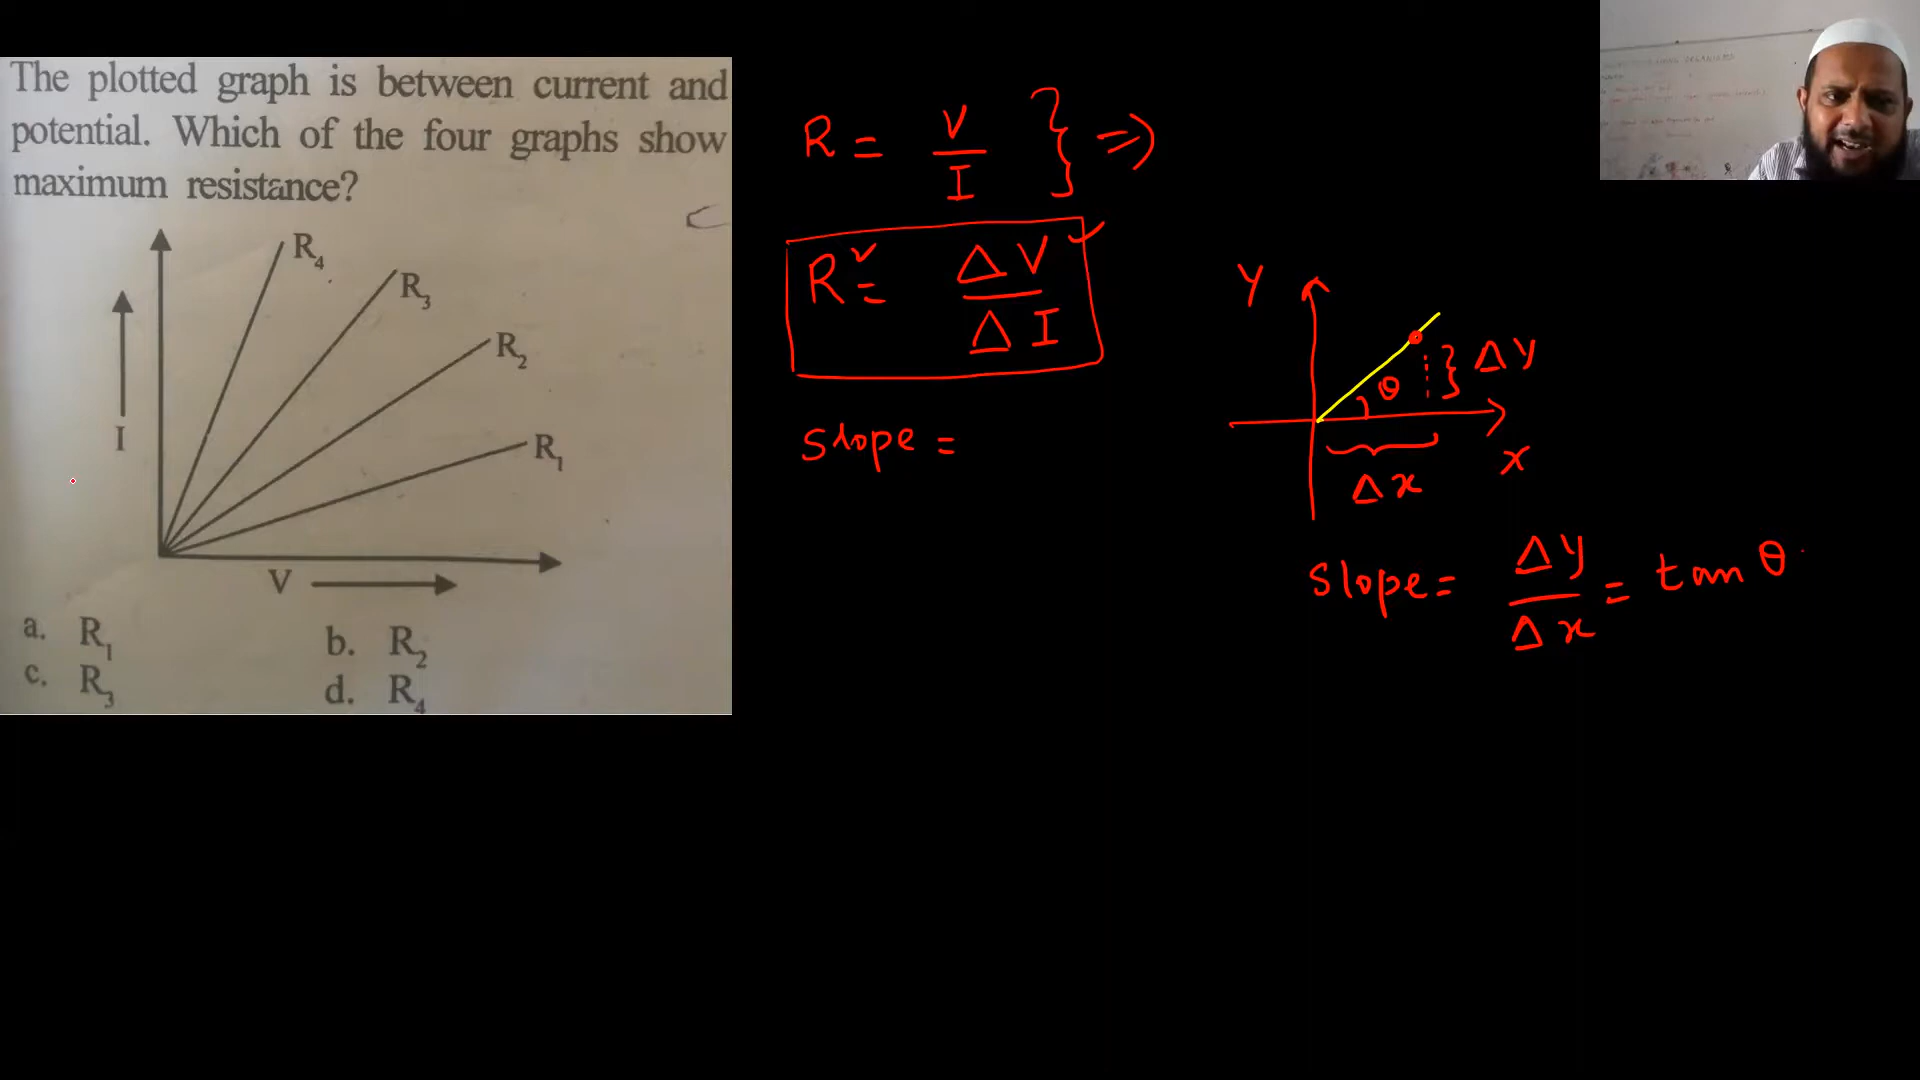 The plotted graph is between current and
potential. Which of the four graphs show
maximum resistance?
R₄
R₃
R₂
R₁
I
V
a. R₁
b. R₂
c. R₃
d. R₄
R = V/I } ⇒
R = ΔV/ΔI
Slope =
Y
θ
ΔY
X
Δx
Slope = ΔY/Δx = tan θ